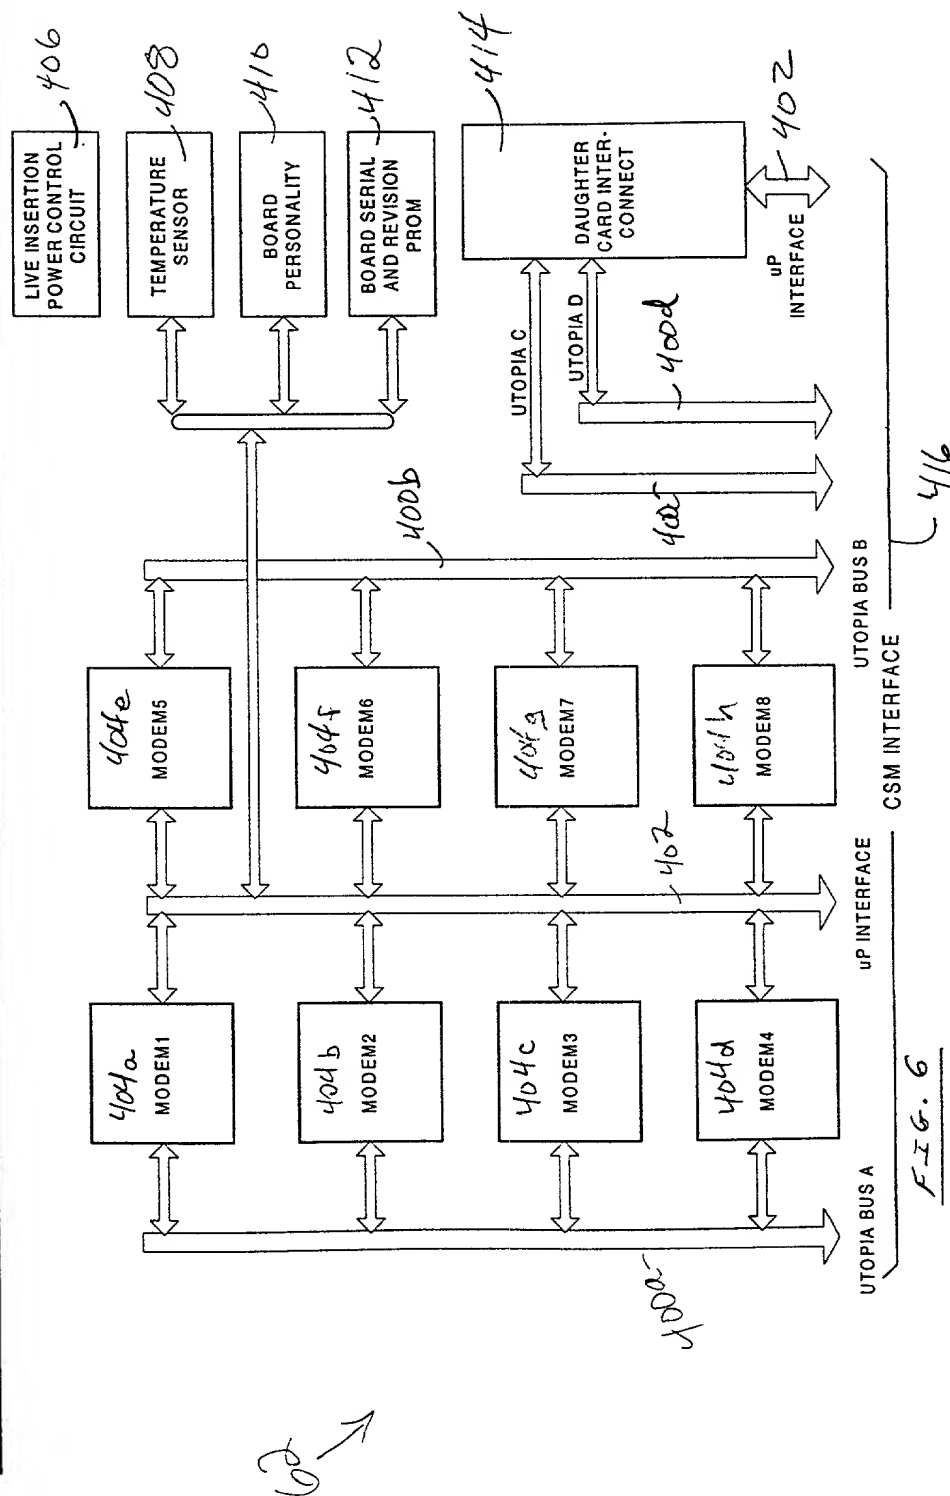 62
404a
MODEM1
404e
MODEM5
LIVE INSERTION
POWER CONTROL
CIRCUIT
406
TEMPERATURE
SENSOR
408
404b
MODEM2
404f
MODEM6
BOARD
PERSONALITY
410
400b
BOARD SERIAL
AND REVISION
PROM
412
404c
MODEM3
404g
MODEM7
UTOPIA C
UTOPIA D
DAUGHTER
CARD INTER.
CONNECT
414
400a
402
400d
404d
MODEM4
404h
MODEM8
uP
INTERFACE
402
UTOPIA BUS A
uP INTERFACE
UTOPIA BUS B
CSM INTERFACE
416
FIG. 6